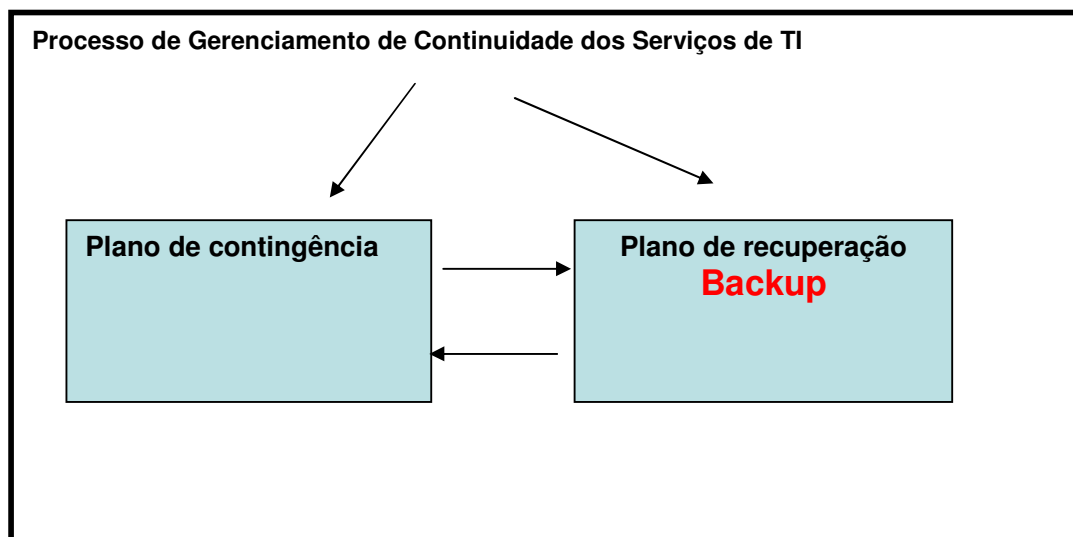 Processo de Gerenciamento de Continuidade dos Serviços de TI
Plano de contingência
Plano de recuperação
Backup